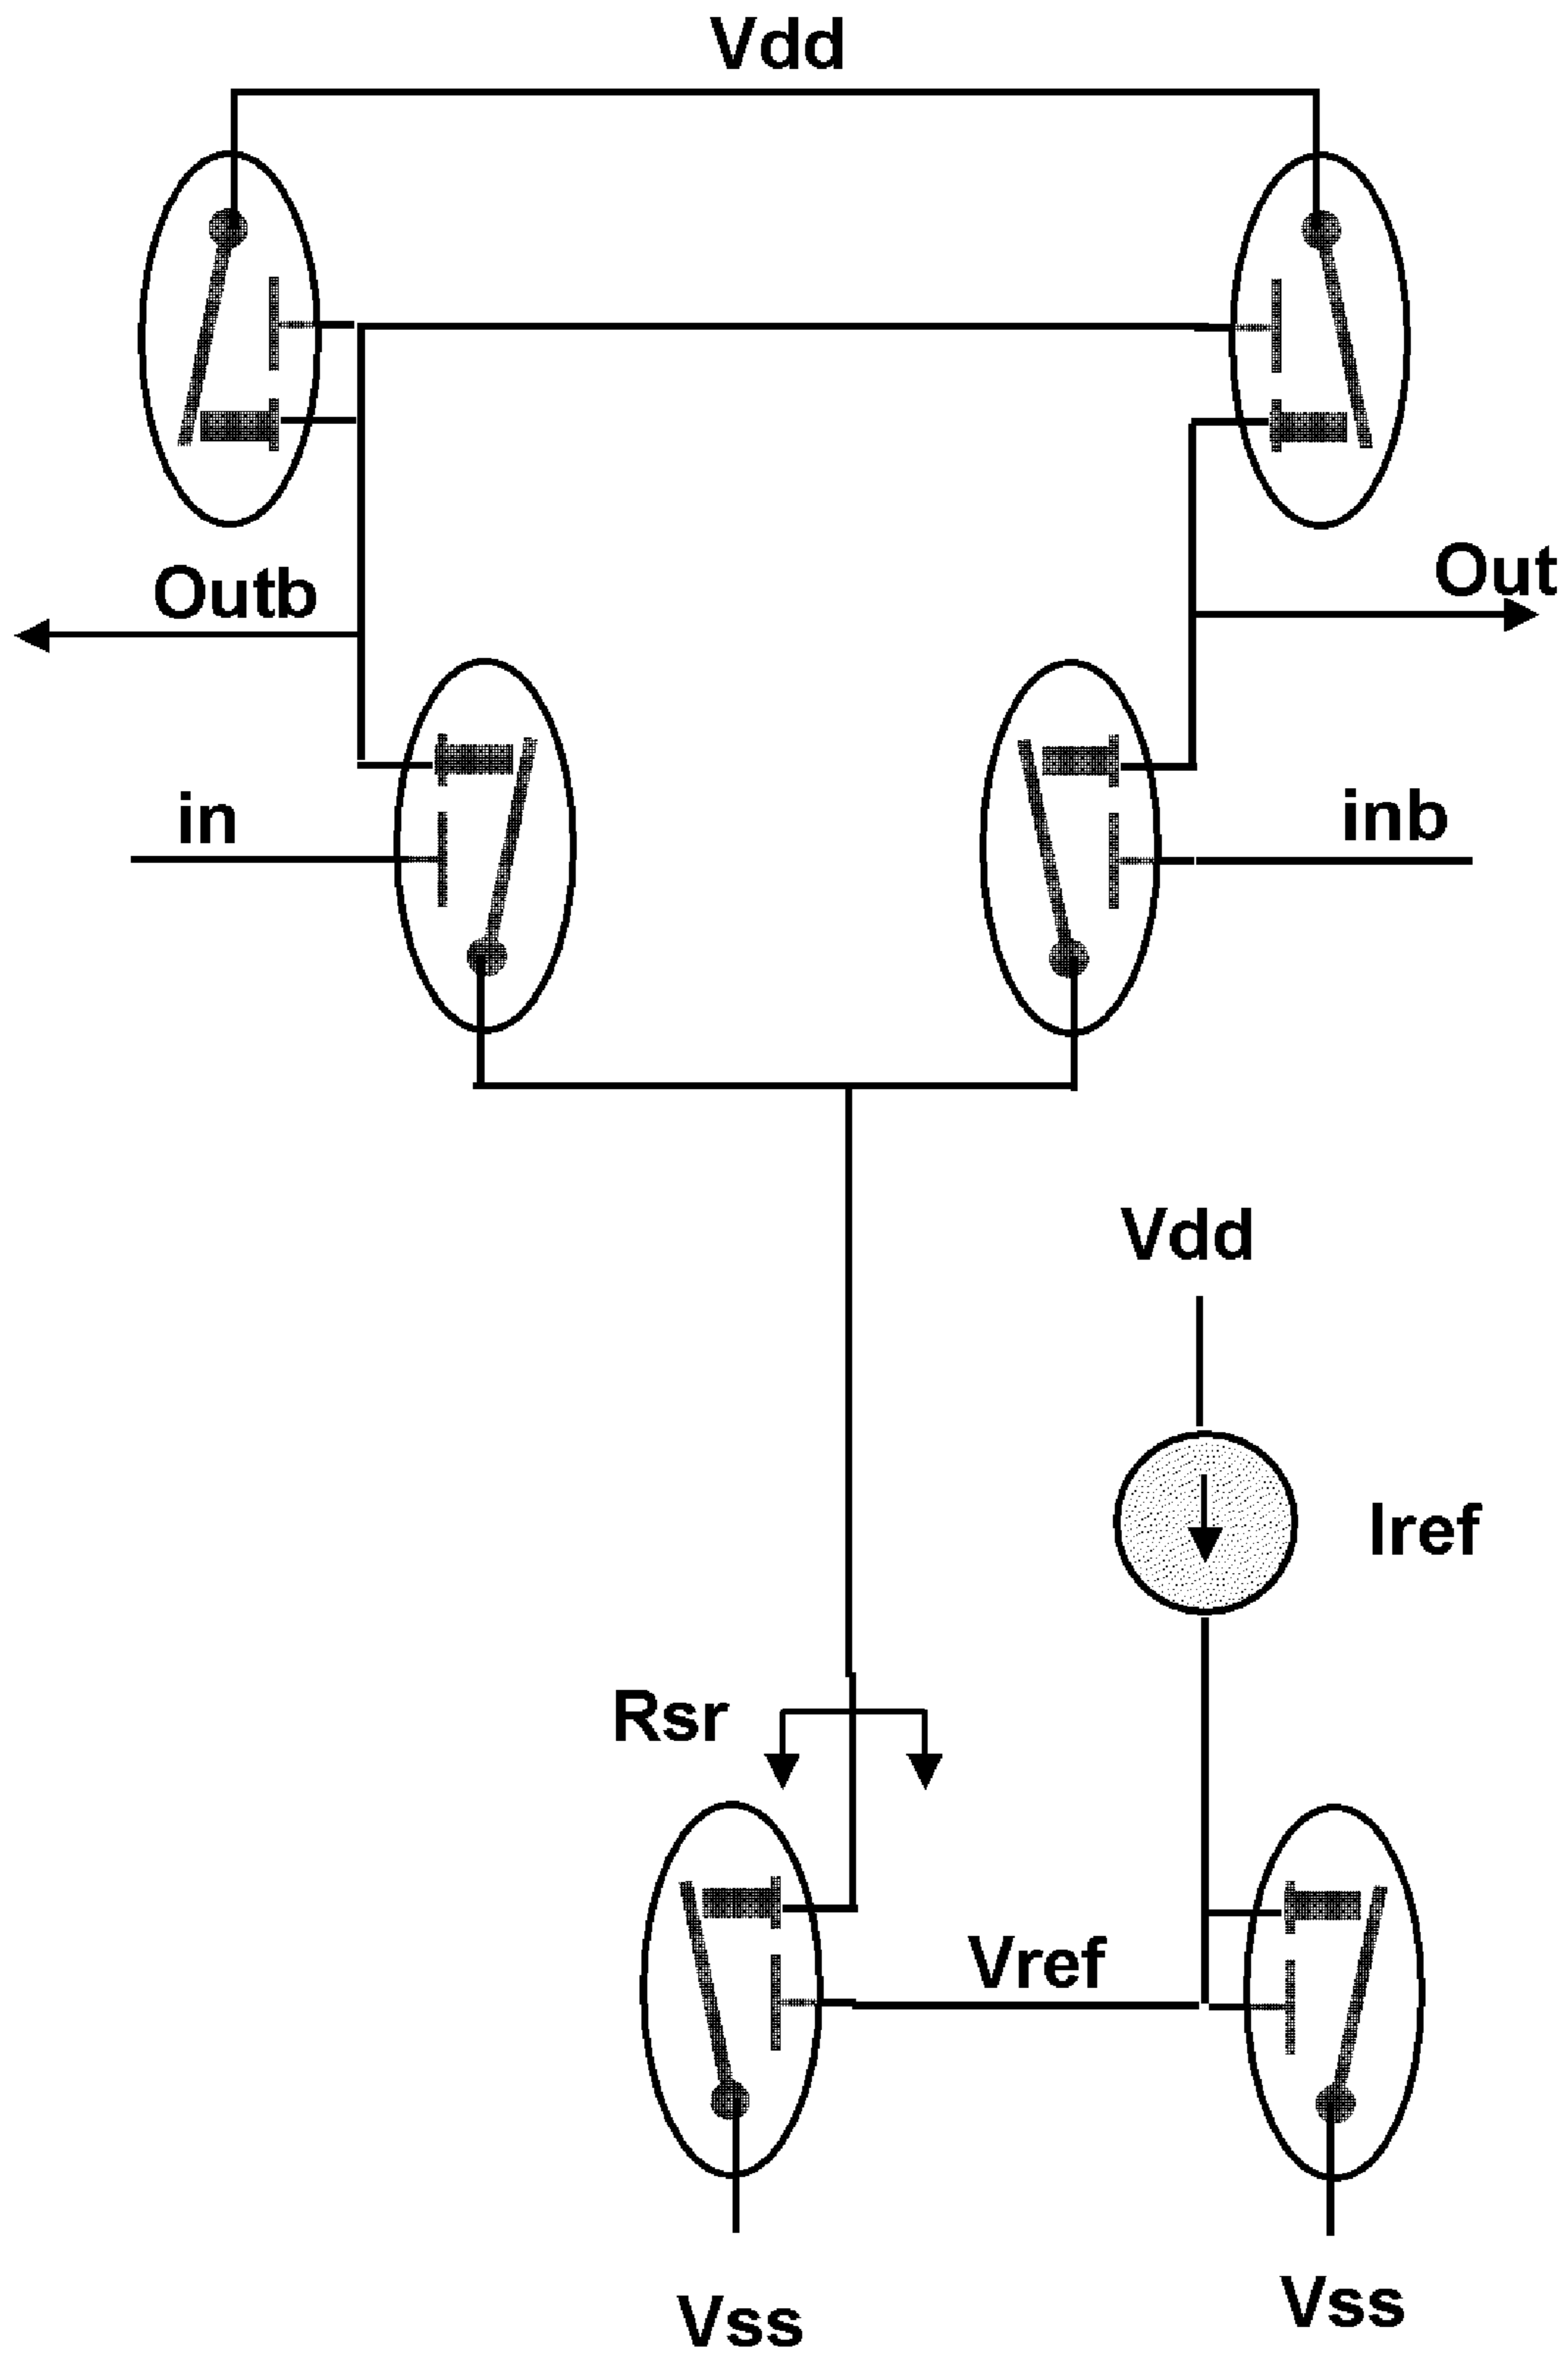 Vdd
Outb
Out
in
inb
Vdd
Iref
Rsr
Vref
Vss
Vss